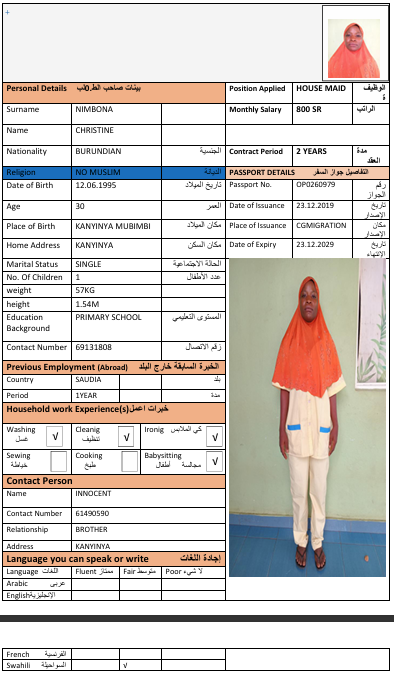 Personal Details بيانات صاحب الطلب
Position Applied HOUSE MAID الوظيفة
Surname NIMBONA
Monthly Salary 800 SR الراتب
Name CHRISTINE
Nationality BURUNDIAN الجنسية
Contract Period 2 YEARS مدة العقد
Religion NO MUSLIM الديانة
PASSPORT DETAILS التفاصيل جواز السفر
Date of Birth 12.06.1995 تاريخ الميلاد
Passport No. OP0260979 رقم الجواز
Age 30 العمر
Date of Issuance 23.12.2019 تاريخ الإصدار
Place of Birth KANYINYA MUBIMBI مكان الميلاد
Place of Issuance CGMIGRATION مكان الإصدار
Home Address KANYINYA مكان السكن
Date of Expiry 23.12.2029 تاريخ الإنتهاء
Marital Status SINGLE الحالة الاجتماعية
No. Of Children 1 عدد الأطفال
weight 57KG
height 1.54M
Education Background PRIMARY SCHOOL المستوى التعليمي
Contact Number 69131808 رقم الاتصال
Previous Employment (Abroad) الخبرة السابقة خارج البلد
Country SAUDIA بلد
Period 1YEAR مدة
Household work Experience(s) خبرات اعمل
Washing غسل √ Cleanig تنظيف √ Ironig كي الملابس √
Sewing خياطة Cooking طبخ Babysitting مجالسة أطفال √
Contact Person
Name INNOCENT
Contact Number 61490590
Relationship BROTHER
Address KANYINYA
Language you can speak or write إجادة اللغات
Language اللغات Fluent ممتاز Fair متوسط Poor لا شيء
Arabic عربى
English الإنجليزية
French الفرنسية
Swahili السواحيلة √